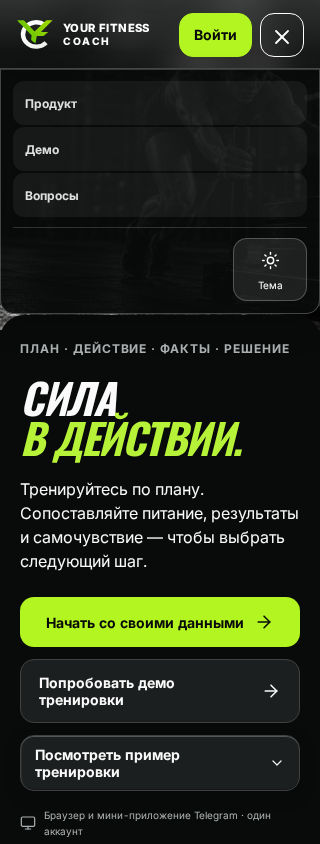 YOUR FITNESS
COACH
Войти
Продукт
Демо
Вопросы
Тема
ПЛАН · ДЕЙСТВИЕ · ФАКТЫ · РЕШЕНИЕ
СИЛА
В ДЕЙСТВИИ.
Тренируйтесь по плану.
Сопоставляйте питание, результаты
и самочувствие — чтобы выбрать
следующий шаг.
Начать со своими данными
Попробовать демо
тренировки
Посмотреть пример
тренировки
Браузер и мини-приложение Telegram · один
аккаунт